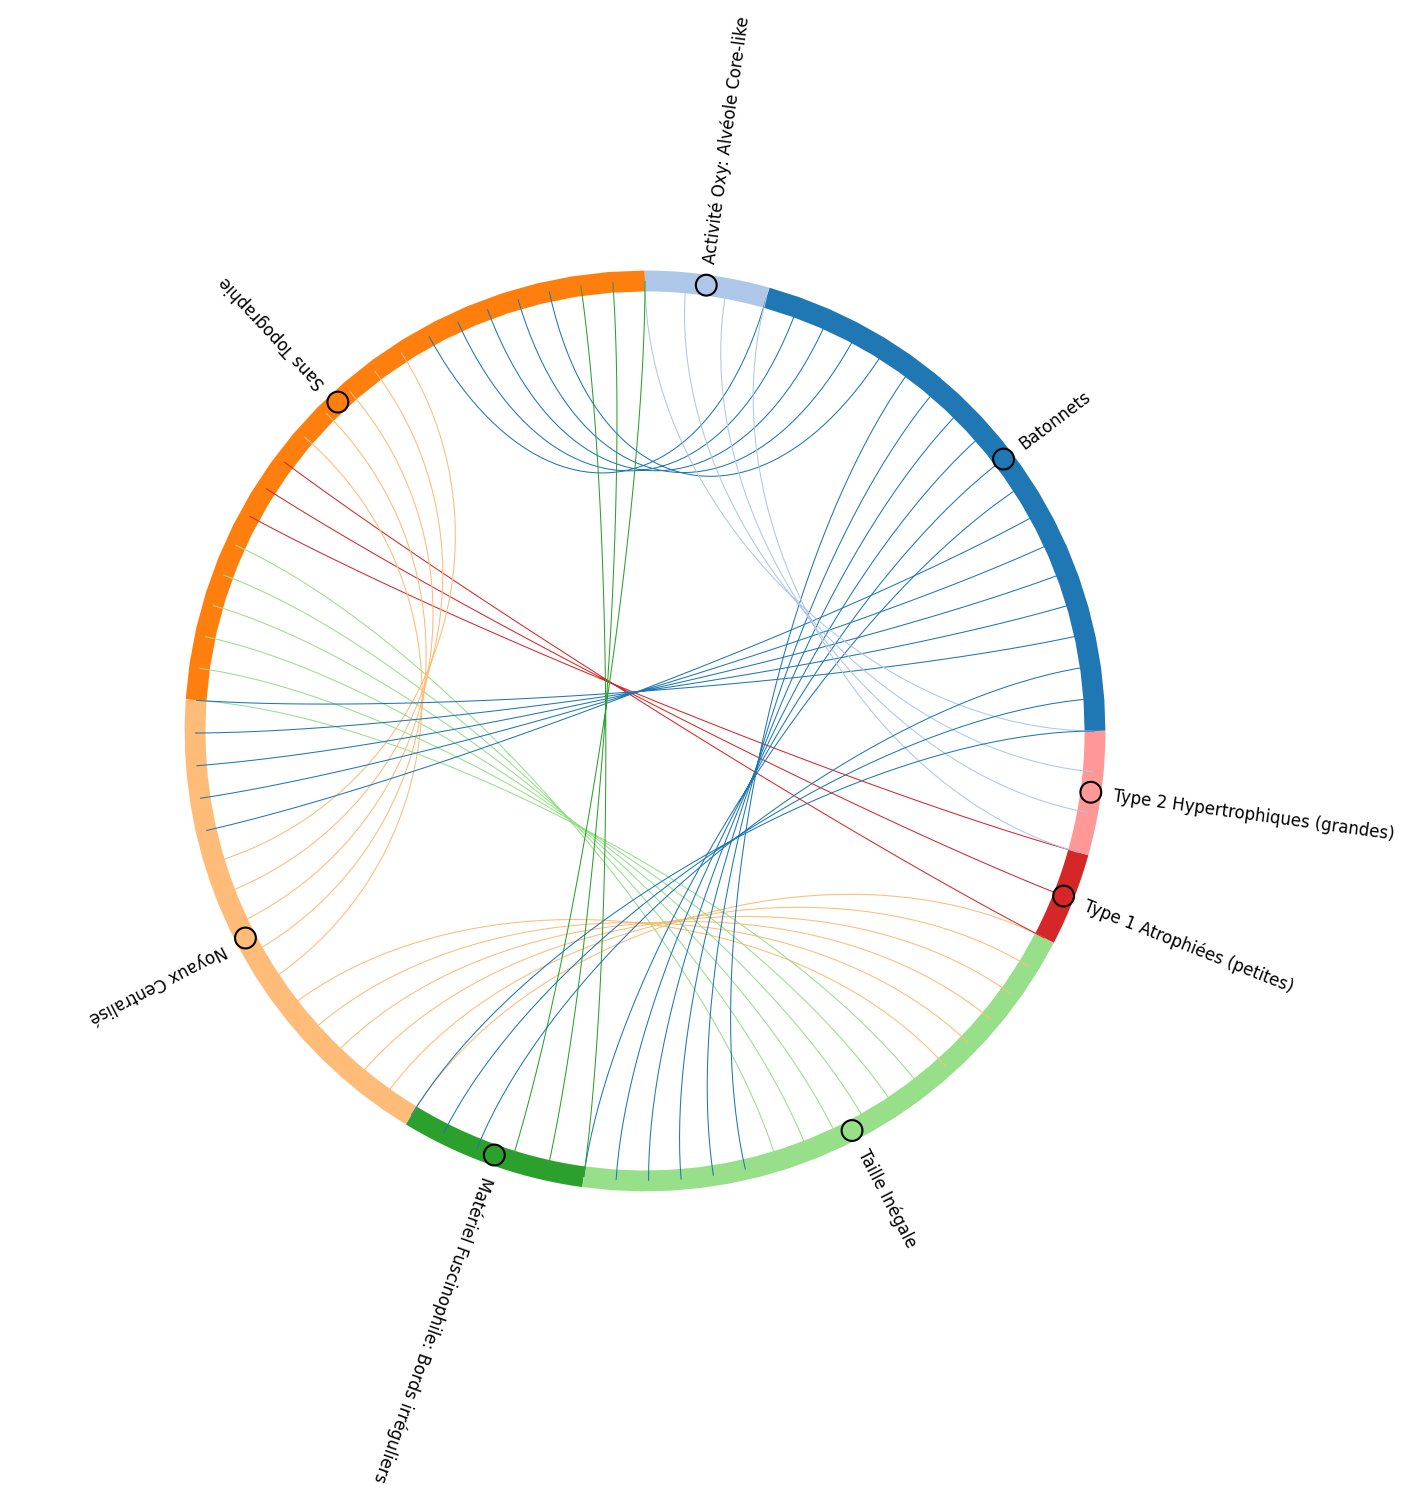 Activité Oxy: Alvéole Core-like
Batonnets
Type 2 Hypertrophiques (grandes)
Type 1 Atrophiées (petites)
Taille Inégale
Matériel Fuscinophile: Bords irréguliers
Noyaux Centralisé
Sans Topographie